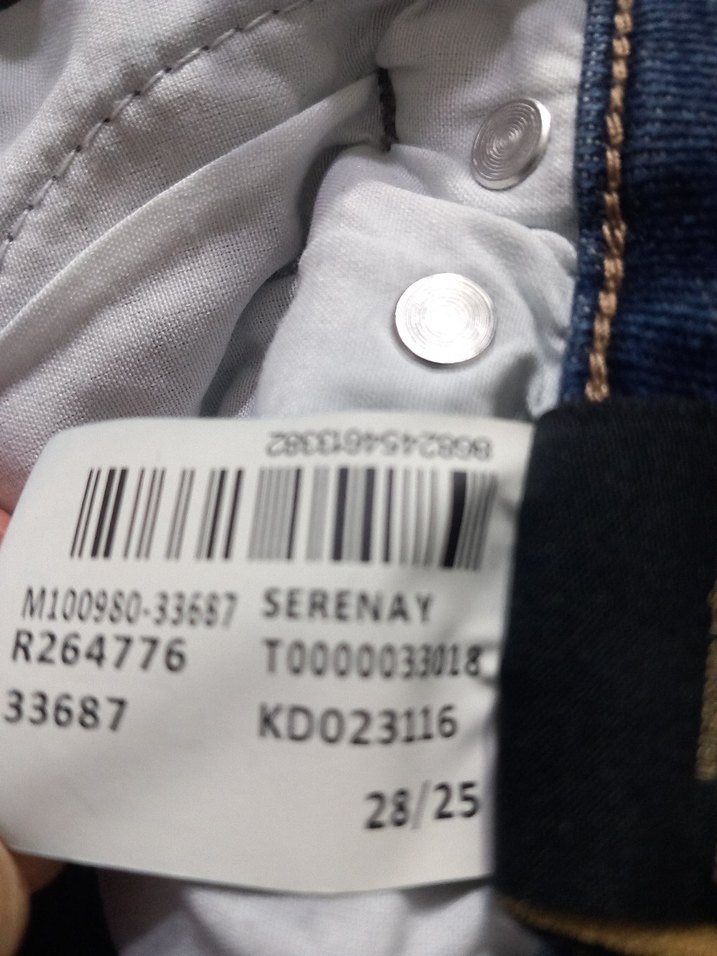 8682454613382
M100980-33687 SERENAY
R264776 T0000033018
33687 KD023116
28/25